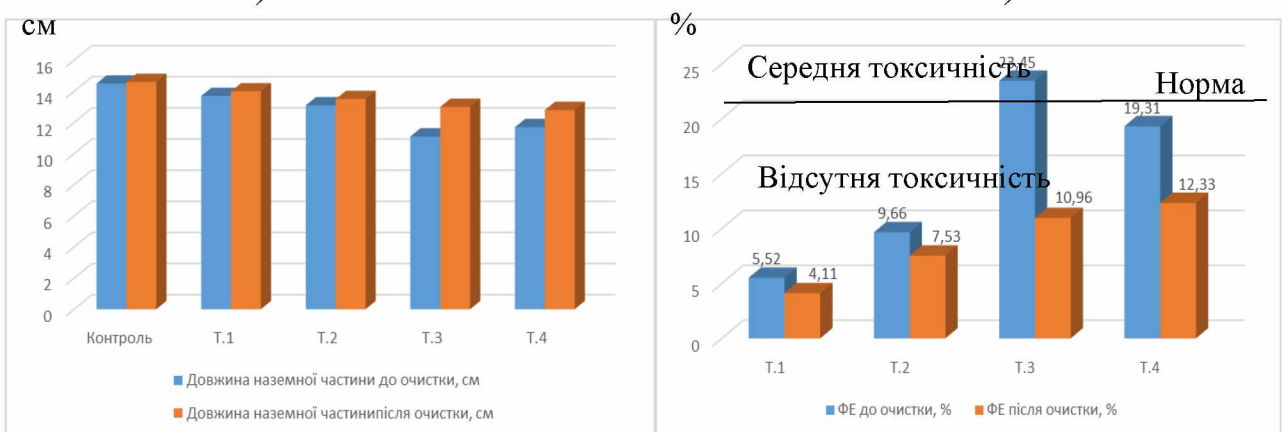 см
16
14
12
10
8
6
4
2
0
Контроль
Т.1
Т.2
Т.3
Т.4
Довжина наземної частини до очистки, см
Довжина наземної частинипісля очистки, см
%
25
20
15
10
5
0
Середня токсичність
Норма
Відсутня токсичність
5,52
4,11
9,66
7,53
23,45
10,96
19,31
12,33
Т.1
Т.2
Т.3
Т.4
ФЕ до очистки, %
ФЕ після очистки, %